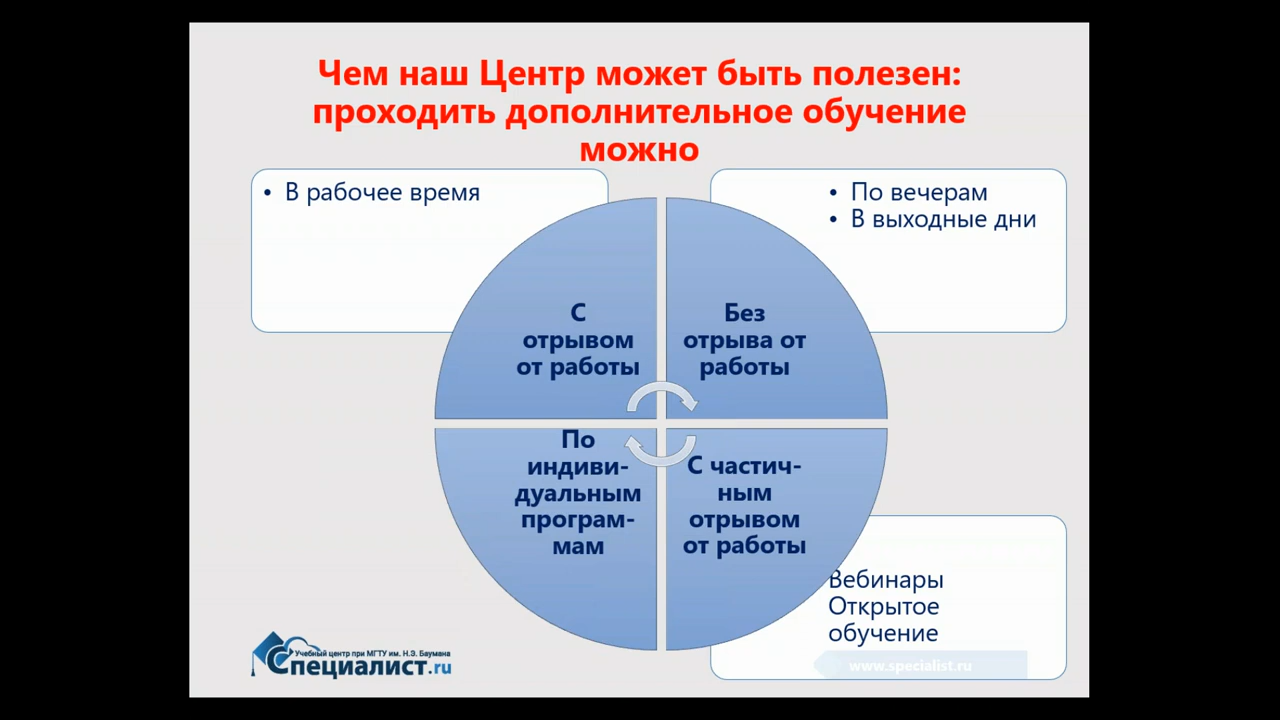 Чем наш Центр может быть полезен:
проходить дополнительное обучение
можно
• В рабочее время
• По вечерам
• В выходные дни
С
отрывом
от работы
Без
отрыва от
работы
По
индиви-
дуальным
програм-
мам
С частич-
ным
отрывом
от работы
Вебинары
Открытое
обучение
Учебный центр при МГТУ им. Н.Э. Баумана
Специалист.ru
www.specialist.ru